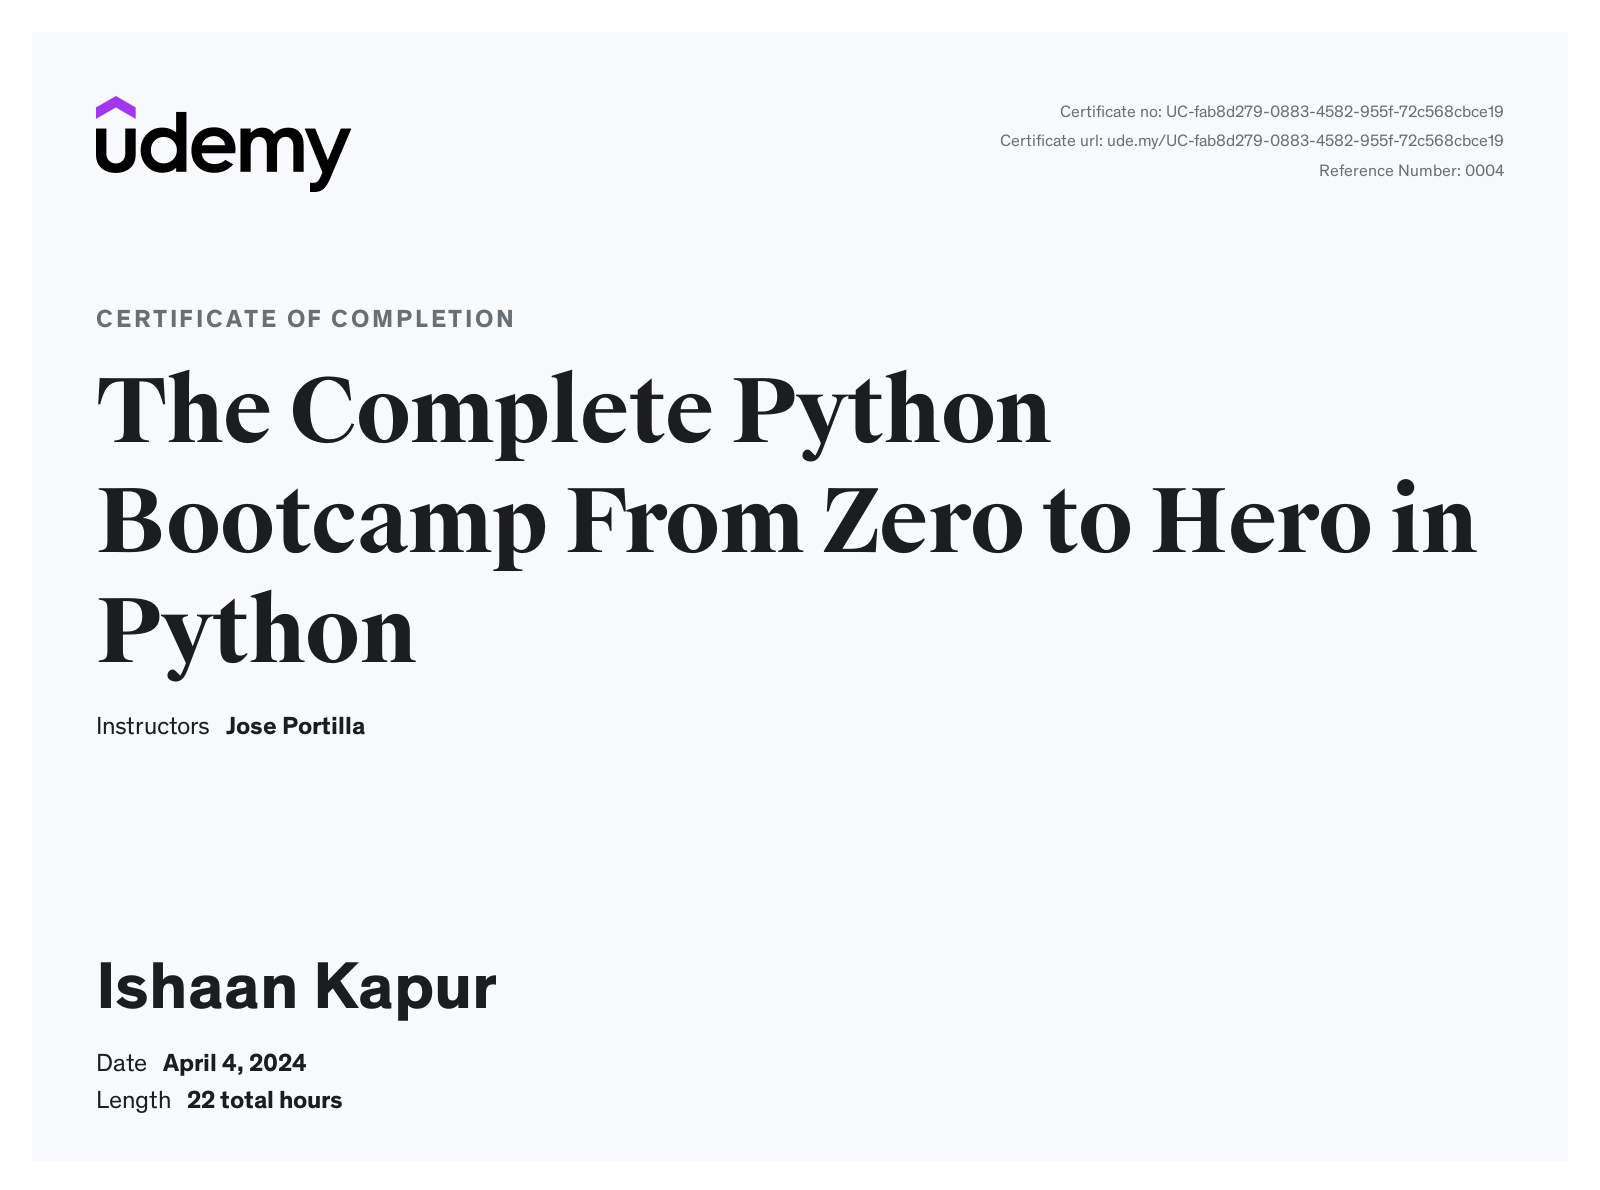 udemy
Certificate no: UC-fab8d279-0883-4582-955f-72c568cbce19
Certificate url: ude.my/UC-fab8d279-0883-4582-955f-72c568cbce19
Reference Number: 0004
CERTIFICATE OF COMPLETION
The Complete Python
Bootcamp From Zero to Hero in
Python
Instructors Jose Portilla
Ishaan Kapur
Date April 4, 2024
Length 22 total hours